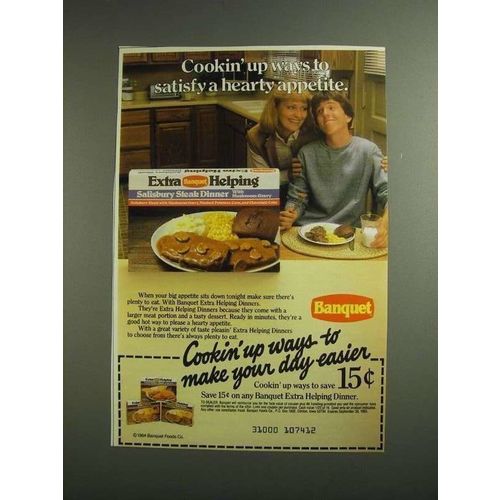 Cookin' up ways to
satisfy a hearty appetite.
Extra Helping
Extra Banquet Helping
Salisbury Steak Dinner With Mushroom Gravy
When your big appetite sits down tonight make sure there's
plenty to eat. With Banquet Extra Helping Dinners.
They're Extra Helping Dinners because they come with a
larger meat portion and a tasty dessert. Ready in minutes, they're a
good hot way to please a hearty appetite.
With a great variety of taste pleasin' Extra Helping Dinners
to choose from there's always plenty to eat.
Banquet
Cookin' up ways to
make your day easier
Cookin' up ways to save 15¢
Save 15¢ on any Banquet Extra Helping Dinner.
31000 107412
©1984 Banquet Foods Co.